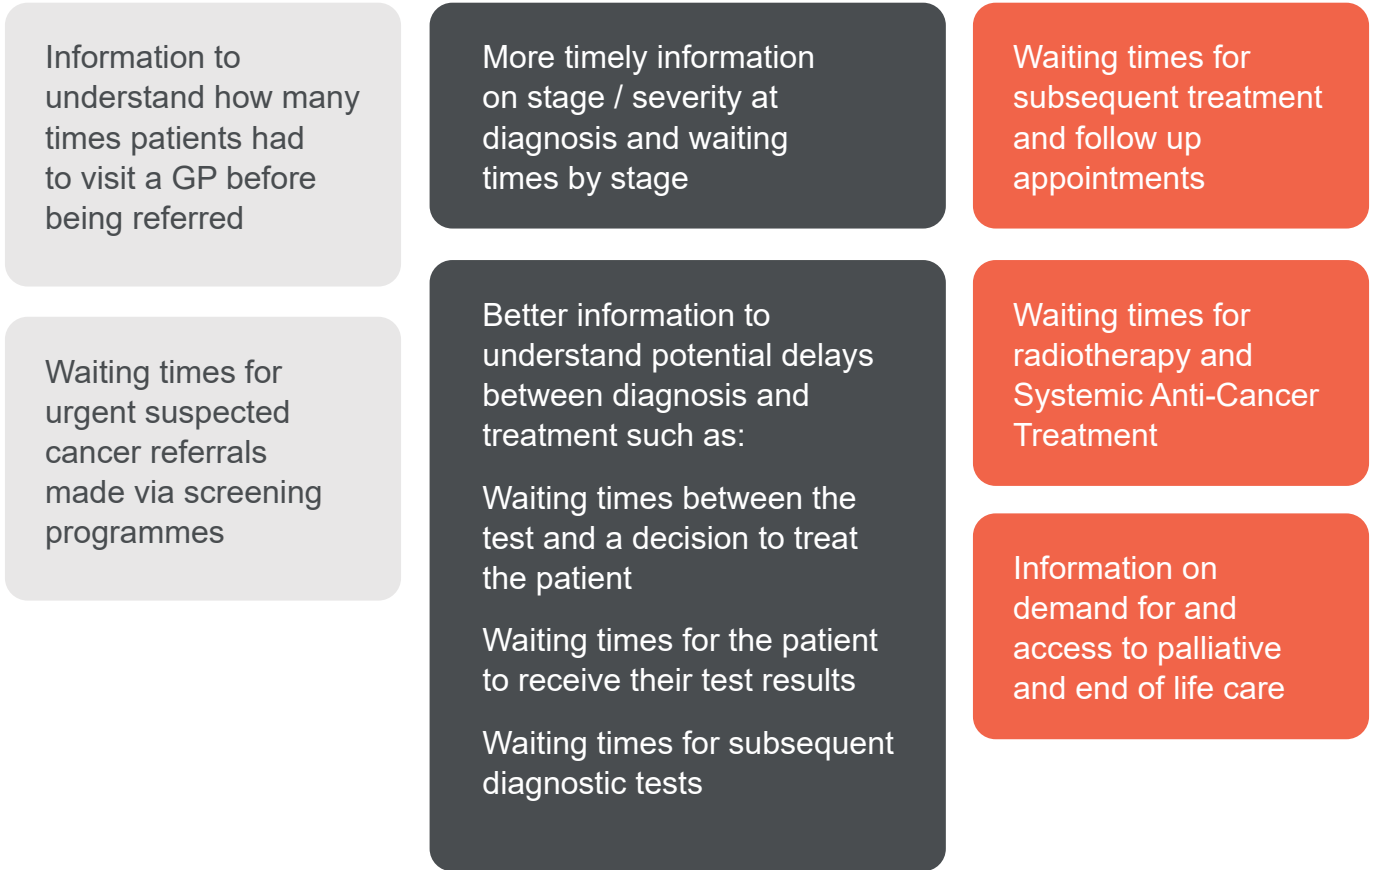 Information to
understand how many
times patients had
to visit a GP before
being referred
Waiting times for
urgent suspected
cancer referrals
made via screening
programmes
More timely information
on stage / severity at
diagnosis and waiting
times by stage
Better information to
understand potential delays
between diagnosis and
treatment such as:
Waiting times between the
test and a decision to treat
the patient
Waiting times for the patient
to receive their test results
Waiting times for subsequent
diagnostic tests
Waiting times for
subsequent treatment
and follow up
appointments
Waiting times for
radiotherapy and
Systemic Anti-Cancer
Treatment
Information on
demand for and
access to palliative
and end of life care